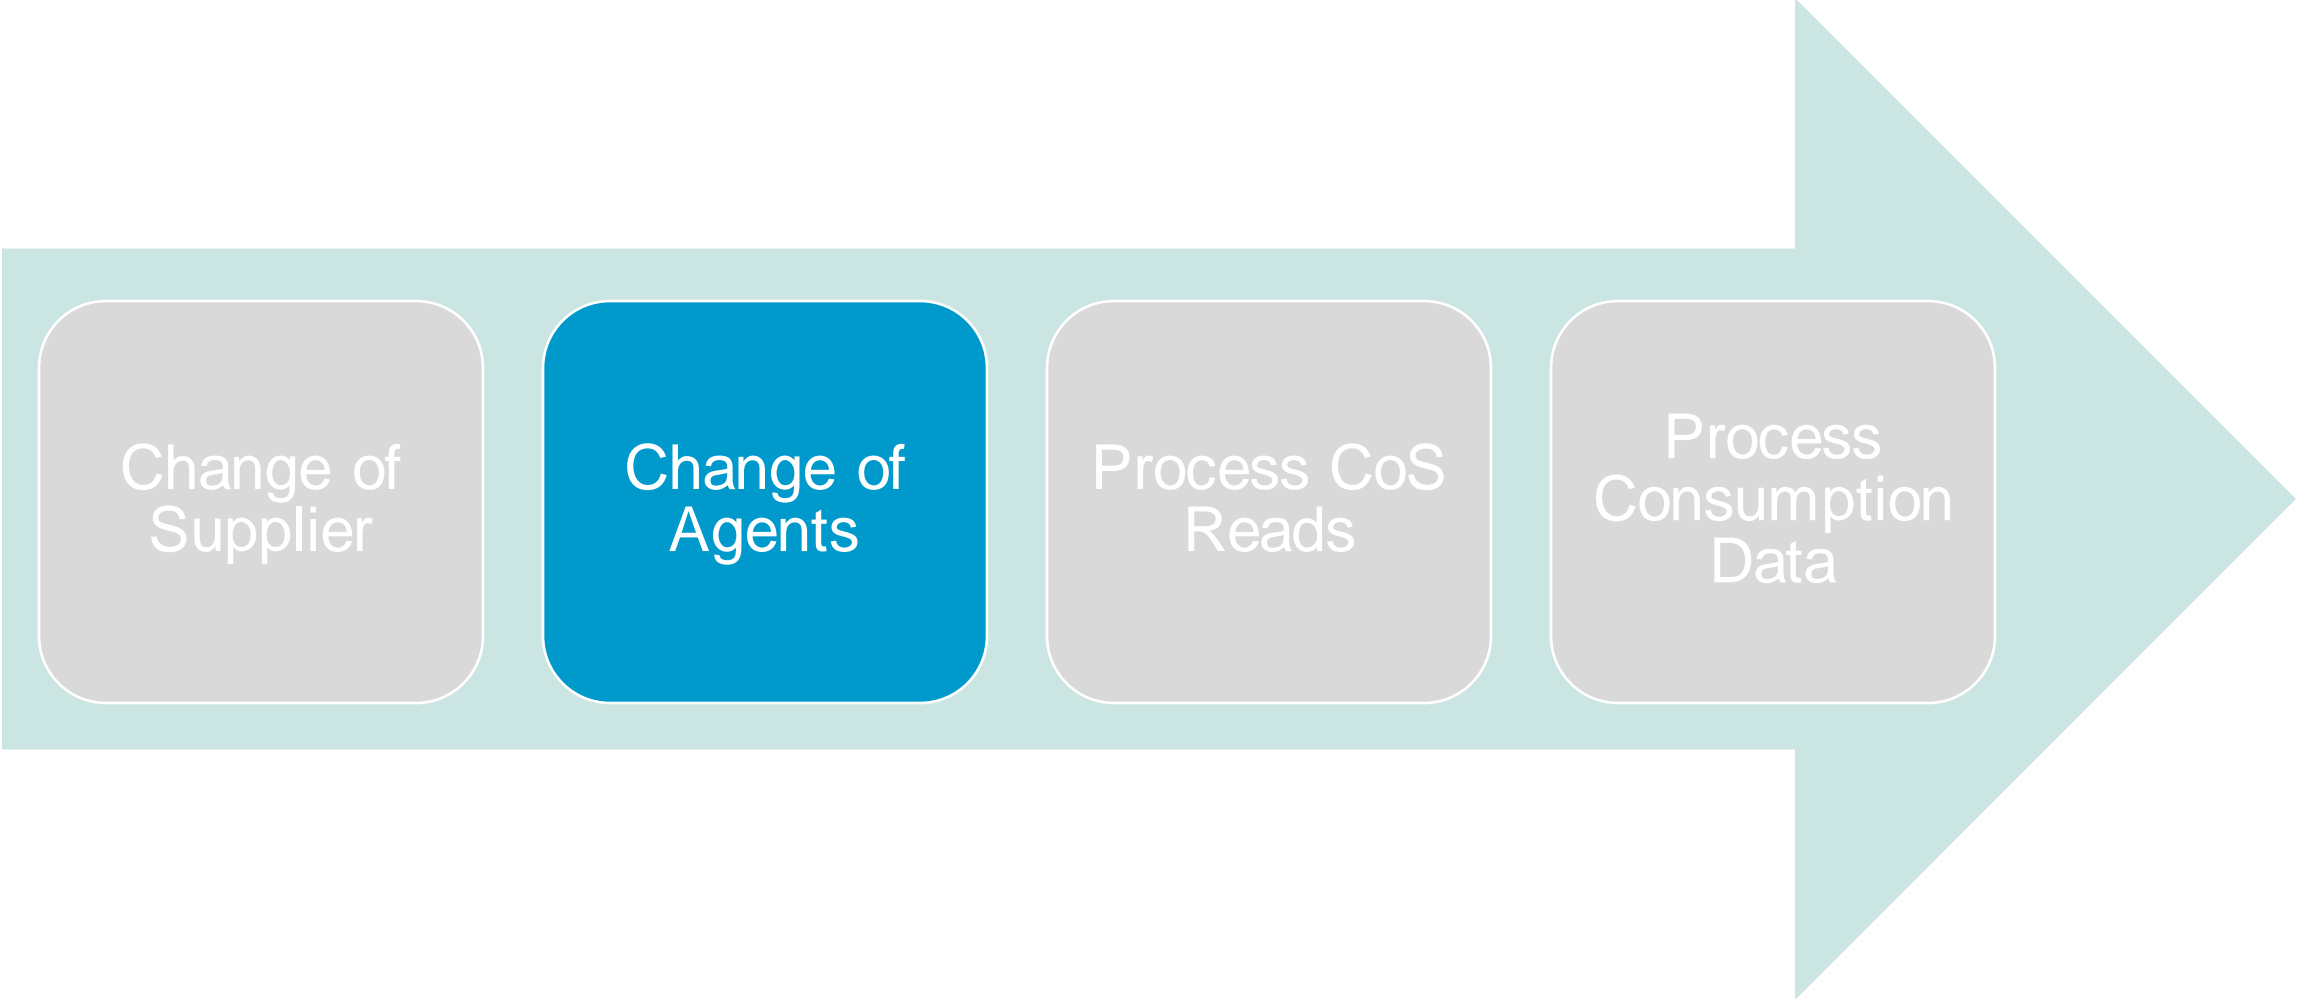 Change of
Supplier
Change of
Agents
Process CoS
Reads
Process
Consumption
Data